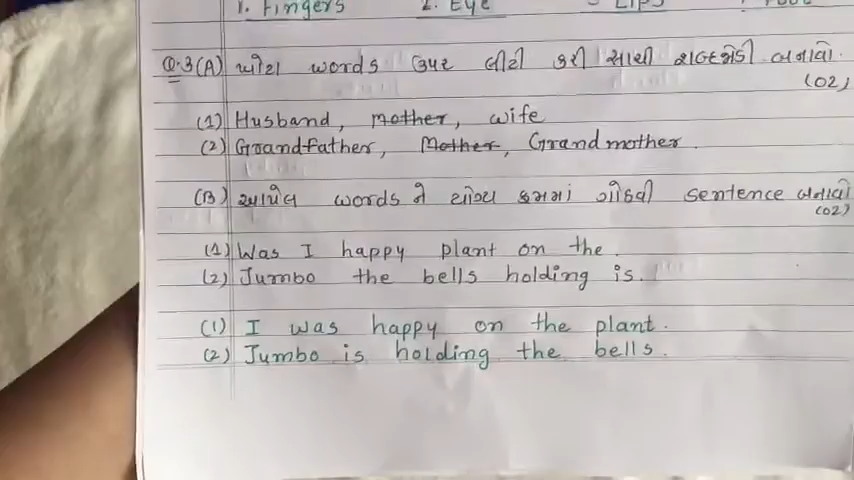 1. Fingers 2. Eye 3 Lips
Q.3(A) ખોટા words ઉપર લીટી કરી સાચી શબ્દજોડી બનાવો.
(02)
(1) Husband, mother, wife
(2) Grandfather, Mother, Grandmother.
(B) આપેલ words ને યોગ્ય ક્રમમાં ગોઠવી sentence બનાવો
(02)
(1) Was I happy plant on the.
(2) Jumbo the bells holding is.
(1) I was happy on the plant.
(2) Jumbo is holding the bells.